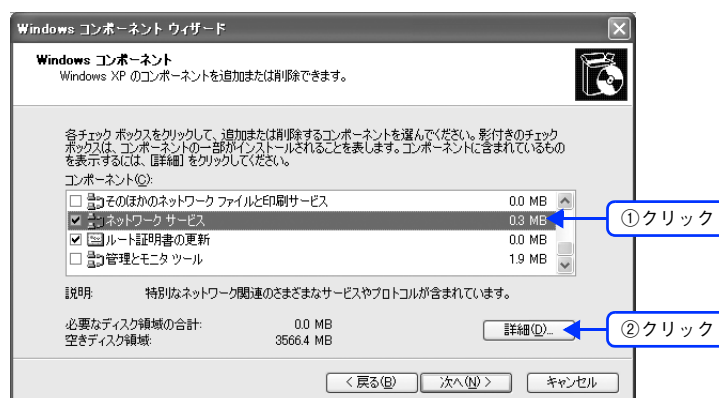 Windows コンポーネント ウィザード
Windows コンポーネント
Windows XP のコンポーネントを追加または削除できます。
各チェック ボックスをクリックして、追加または削除するコンポーネントを選んでください。影付きのチェック
ボックスは、コンポーネントの一部がインストールされることを表します。コンポーネントに含まれているもの
を表示するには、[詳細] をクリックしてください。
コンポーネント(C):
そのほかのネットワーク ファイルと印刷サービス 0.0 MB
ネットワーク サービス 0.3 MB
①クリック
ルート証明書の更新 0.0 MB
管理とモニタ ツール 1.9 MB
説明: 特別なネットワーク関連のさまざまなサービスやプロトコルが含まれています。
必要なディスク領域の合計: 0.0 MB
空きディスク領域: 3566.4 MB
詳細(D)...
②クリック
< 戻る(B) 次へ(N) > キャンセル